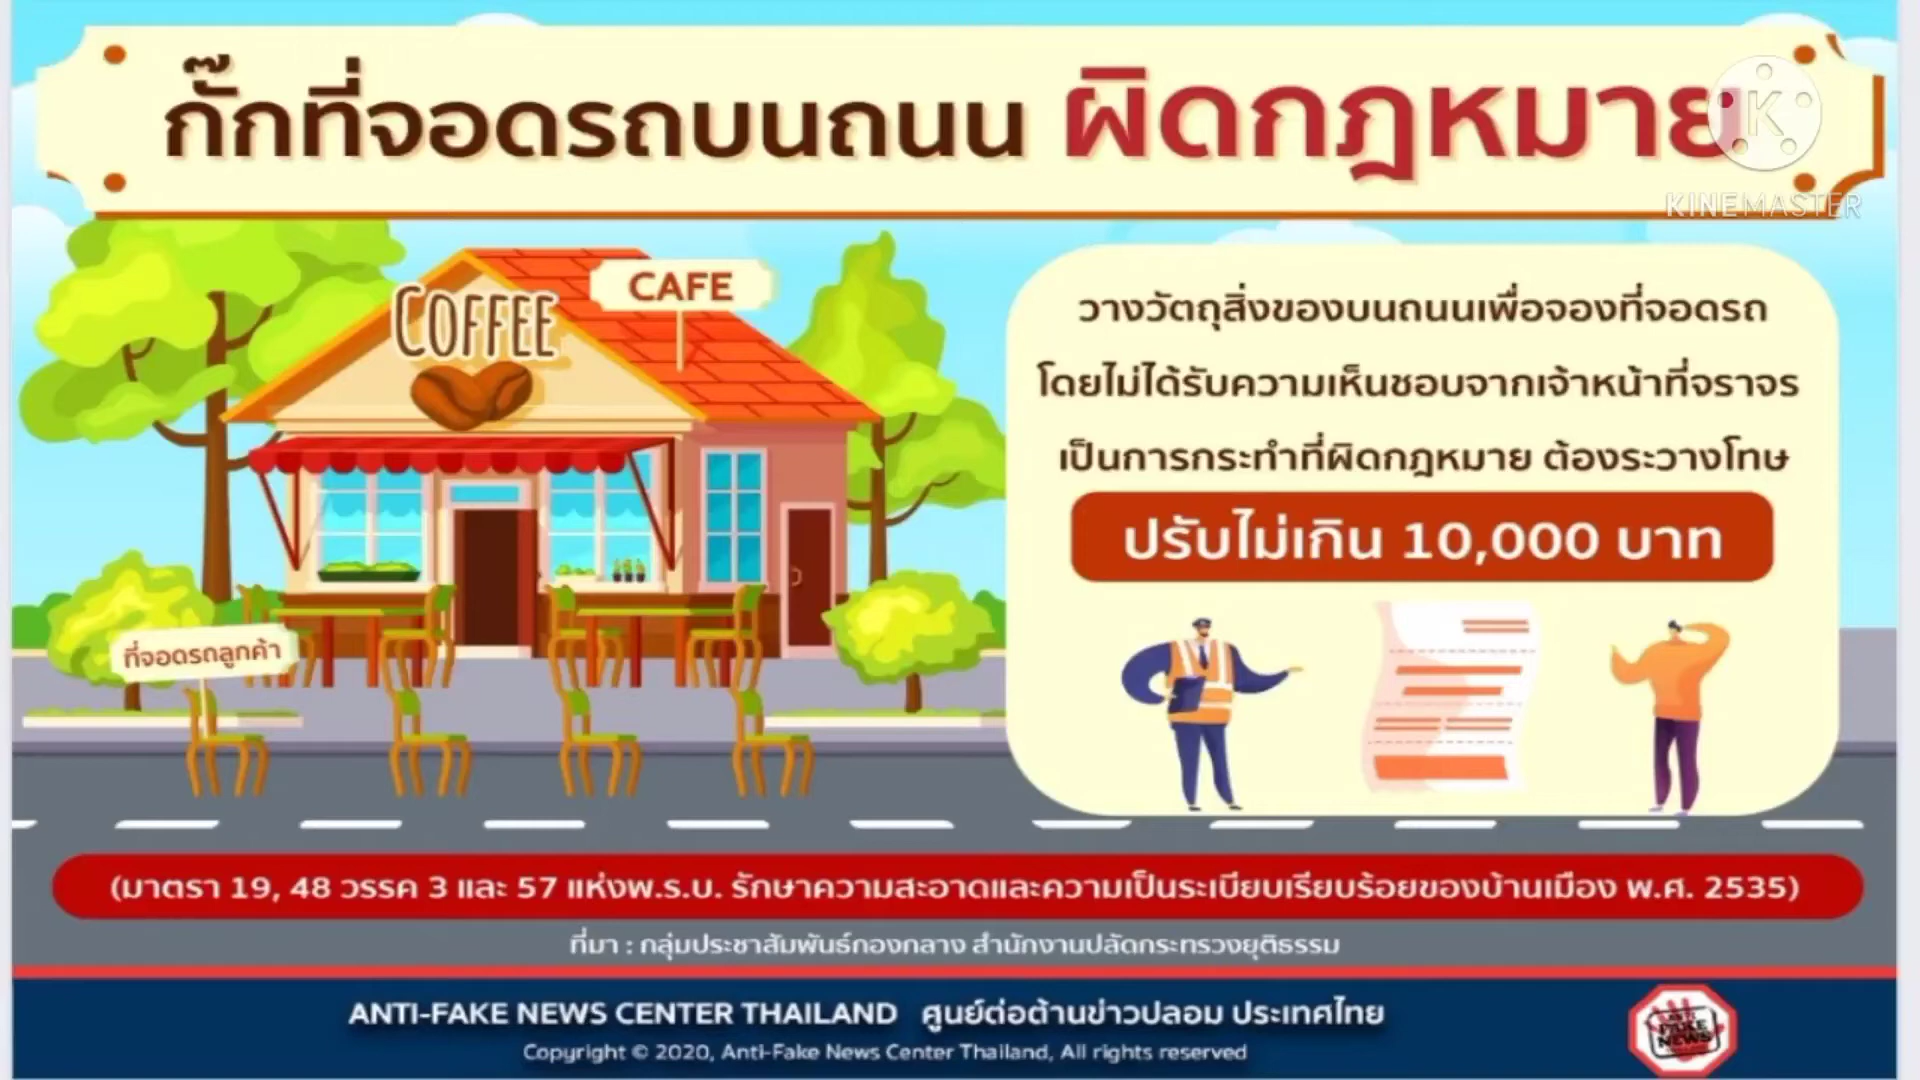 กั๊กที่จอดรถบนถนน ผิดกฎหมาย
KINEMASTER
COFFEE
CAFE
ที่จอดรถลูกค้า
วางวัตถุสิ่งของบนถนนเพื่อจองที่จอดรถ
โดยไม่ได้รับความเห็นชอบจากเจ้าหน้าที่จราจร
เป็นการกระทำที่ผิดกฎหมาย ต้องระวางโทษ
ปรับไม่เกิน 10,000 บาท
(มาตรา 19, 48 วรรค 3 และ 57 แห่งพ.ร.บ. รักษาความสะอาดและความเป็นระเบียบเรียบร้อยของบ้านเมือง พ.ศ. 2535)
ที่มา : กลุ่มประชาสัมพันธ์กองกลาง สำนักงานปลัดกระทรวงยุติธรรม
ANTI-FAKE NEWS CENTER THAILAND ศูนย์ต่อต้านข่าวปลอม ประเทศไทย
Copyright © 2020, Anti-Fake News Center Thailand, All rights reserved
FAKE
NEWS